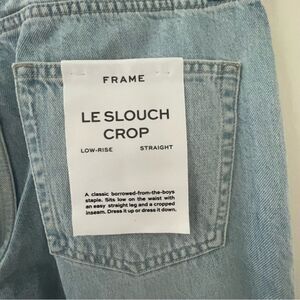 FRAME
LE SLOUCH
CROP
LOW-RISE STRAIGHT
A classic borrowed-from-the-boys
staple. Sits low on the waist with
an easy straight leg and a cropped
inseam. Dress it up or dress it down.